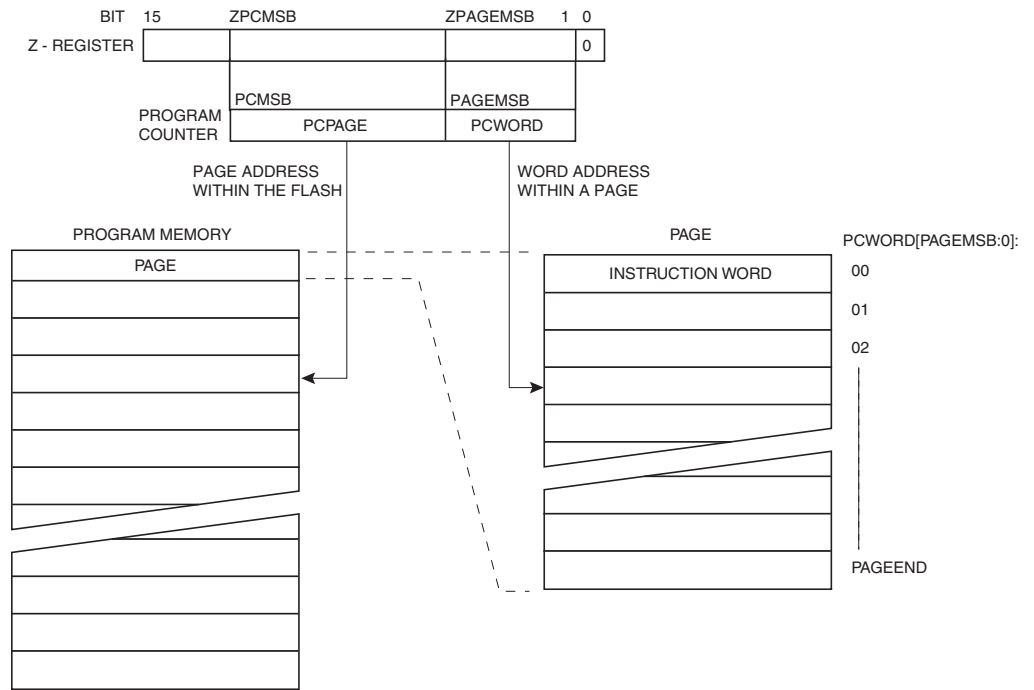 BIT 15 ZPCMSB ZPAGEMSB 1 0
Z - REGISTER 0
PCMSB PAGEMSB
PROGRAM
COUNTER
PCPAGE PCWORD
PAGE ADDRESS
WITHIN THE FLASH
WORD ADDRESS
WITHIN A PAGE
PROGRAM MEMORY
PAGE
PAGE
PCWORD[PAGEMSB:0]:
INSTRUCTION WORD 00
01
02
PAGEEND